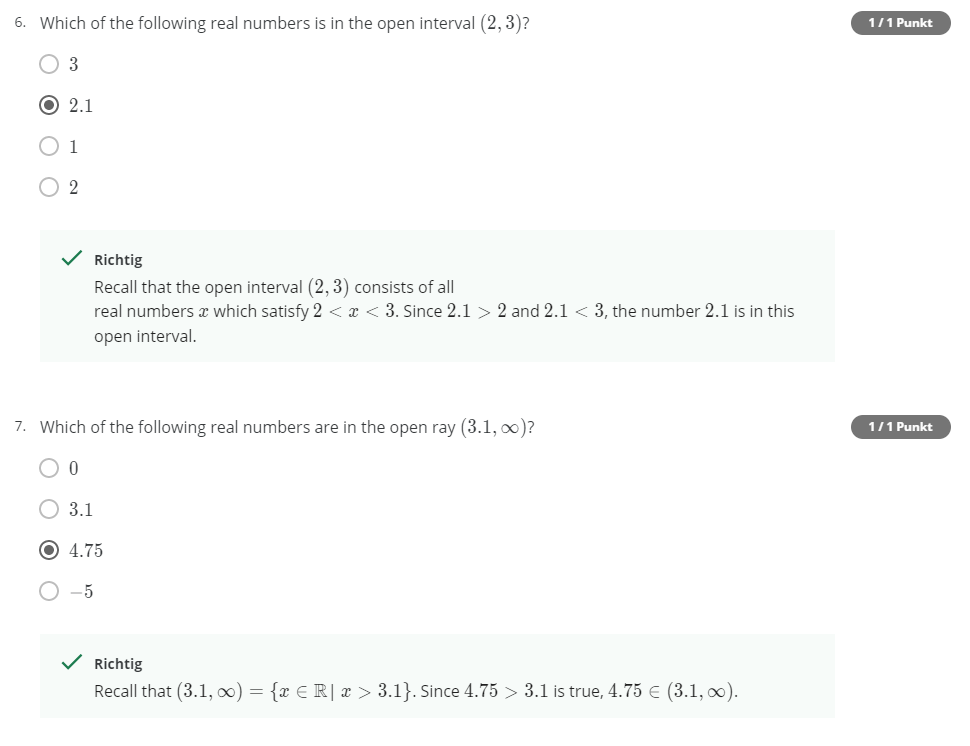 6. Which of the following real numbers is in the open interval (2, 3)?
1 / 1 Punkt
3
2.1
1
2
Richtig
Recall that the open interval (2, 3) consists of all
real numbers x which satisfy 2 < x < 3. Since 2.1 > 2 and 2.1 < 3, the number 2.1 is in this
open interval.
7. Which of the following real numbers are in the open ray (3.1, ∞)?
1 / 1 Punkt
0
3.1
4.75
−5
Richtig
Recall that (3.1, ∞) = {x ∈ ℝ| x > 3.1}. Since 4.75 > 3.1 is true, 4.75 ∈ (3.1, ∞).